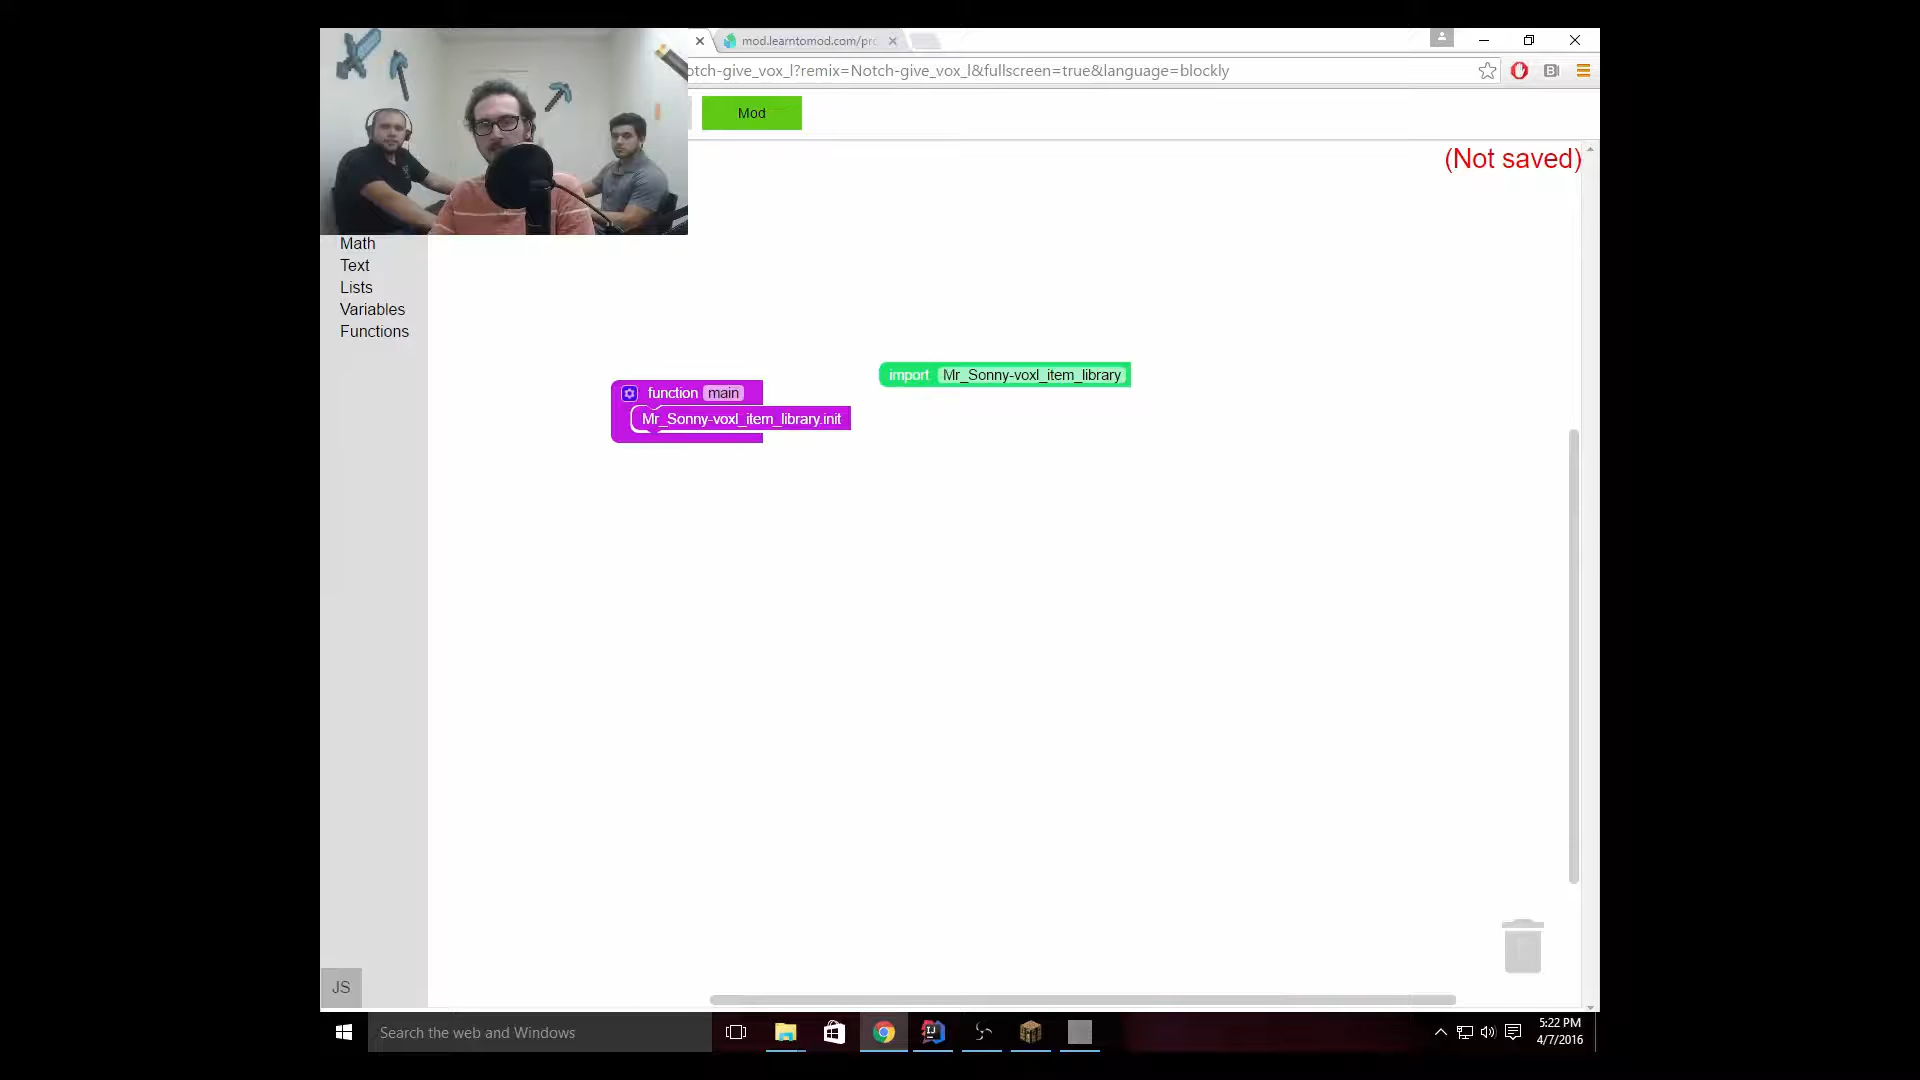 mod.learntomod.com/pro
otch-give_vox_l?remix=Notch-give_vox_l&fullscreen=true&language=blockly
Mod
(Not saved)
Math
Text
Lists
Variables
Functions
import Mr_Sonny-voxl_item_library
function main
Mr_Sonny-voxl_item_library.init
JS
Search the web and Windows
5:22 PM
4/7/2016